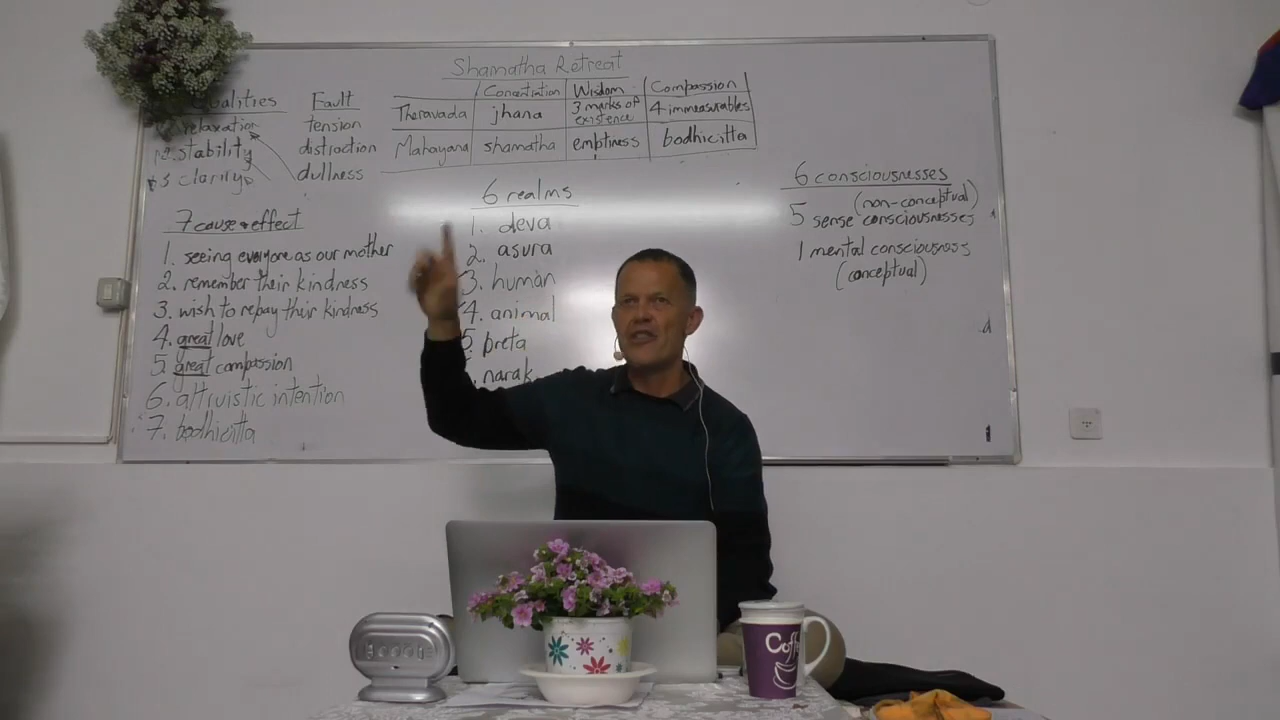 Shamatha Retreat
Qualities Fault
relaxation tension
2. stability distraction
3 clarity dullness
Concentration Wisdom Compassion
Theravada jhana 3 marks of existence 4 immeasurables
Mahayana shamatha emptiness bodhicitta
7 cause & effect
1. seeing everyone as our mother
2. remember their kindness
3. wish to repay their kindness
4. great love
5. great compassion
6. altruistic intention
7. bodhicitta
6 realms
1. deva
2. asura
3. human
4. animal
5. preta
narak
6 consciousnesses
(non-conceptual)
5 sense consciousnesses
1 mental consciousness
(conceptual)
Coffe